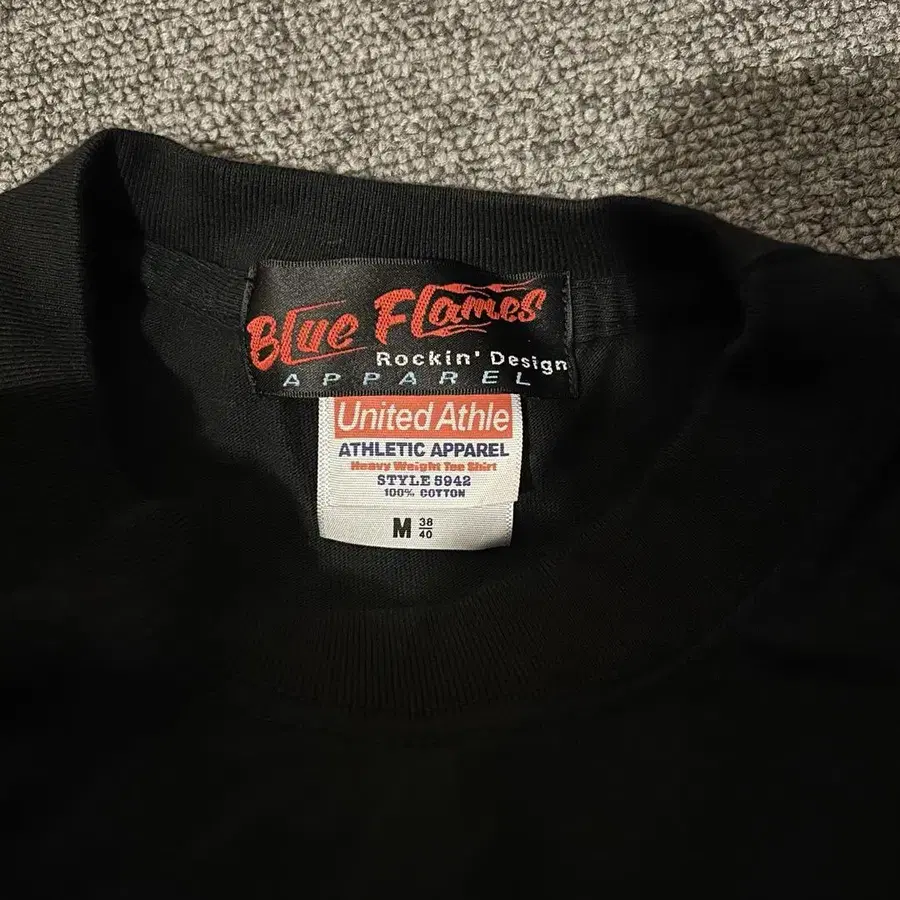 Blue Flames
Rockin' Design
APPAREL
United Athle
ATHLETIC APPAREL
Heavy Weight Tee Shirt
STYLE 5942
100% COTTON
M 38
40